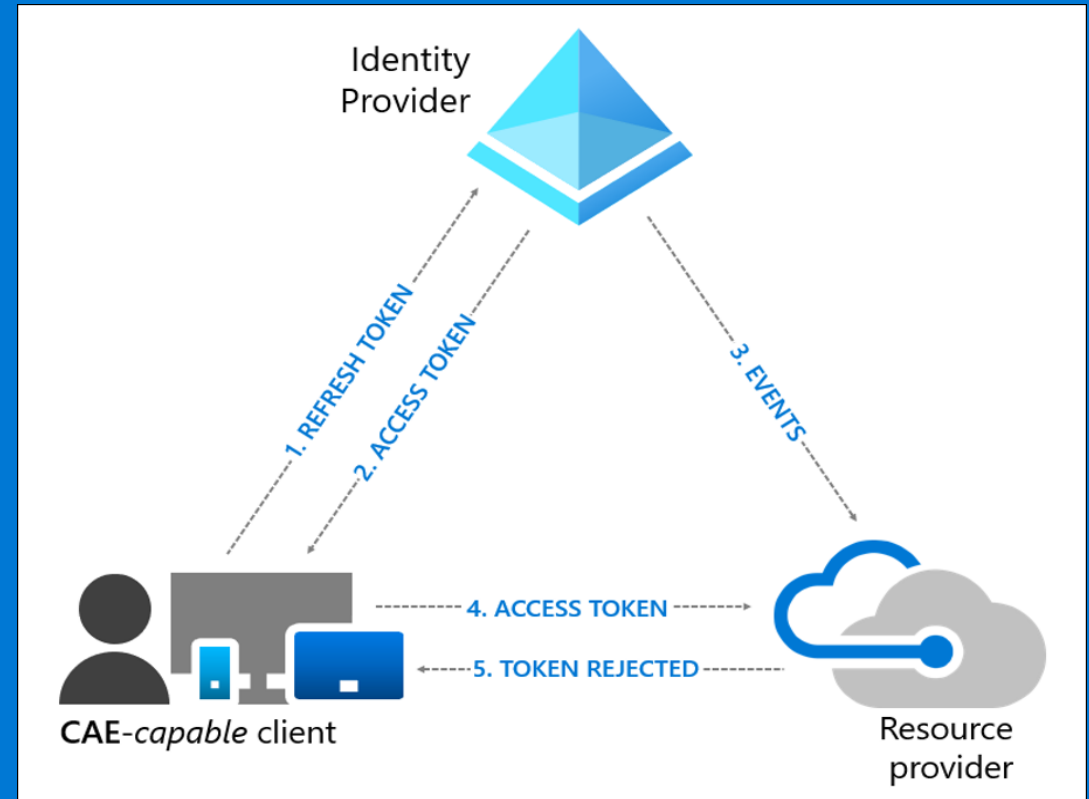 Identity
Provider
1. REFRESH TOKEN
2. ACCESS TOKEN
3. EVENTS
4. ACCESS TOKEN
5. TOKEN REJECTED
CAE-capable client
Resource
provider